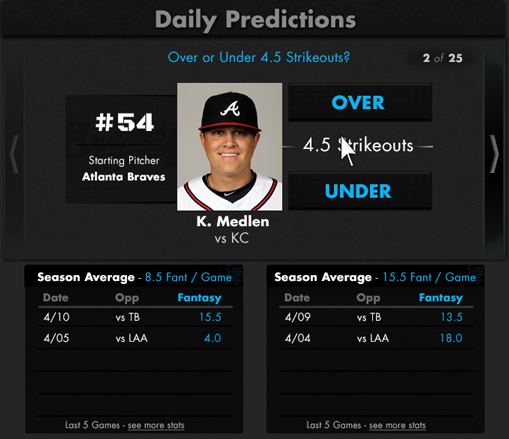 Daily Predictions
Over or Under 4.5 Strikeouts?
2 of 25
#54
Starting Pitcher
Atlanta Braves
A
OVER
4.5 Strikeouts
UNDER
K. Medlen
vs KC
Season Average - 8.5 Fant / Game
Date Opp Fantasy
4/10 vs TB 15.5
4/05 vs LAA 4.0
Last 5 Games - see more stats
Season Average - 15.5 Fant / Game
Date Opp Fantasy
4/09 vs TB 13.5
4/04 vs LAA 18.0
Last 5 Games - see more stats